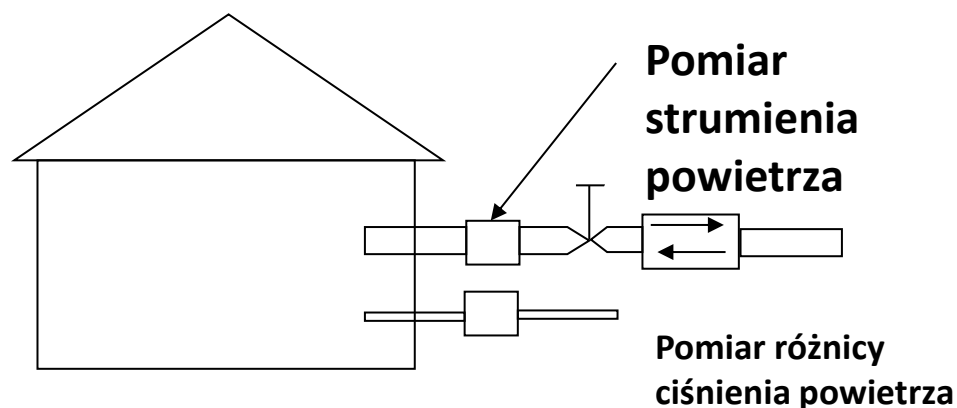 Pomiar
strumienia
powietrza
Pomiar różnicy
ciśnienia powietrza